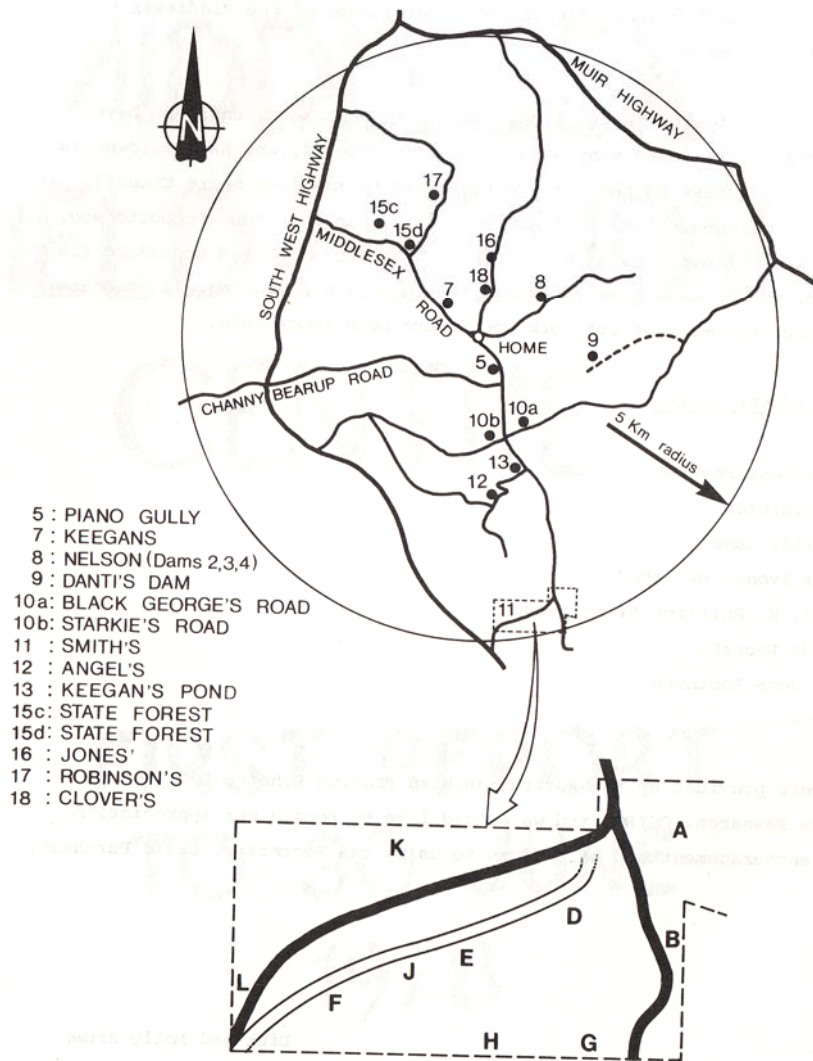 MUIR HIGHWAY
N
SOUTH WEST HIGHWAY
17
15c
15d
MIDDLESEX
ROAD
16
18
8
7
HOME
9
5
CHANNYBEARUP ROAD
10b
10a
5 Km radius
13
12
11
5 : PIANO GULLY
7 : KEEGANS
8 : NELSON (Dams 2,3,4)
9 : DANTI'S DAM
10a: BLACK GEORGE'S ROAD
10b: STARKIE'S ROAD
11 : SMITH'S
12 : ANGEL'S
13 : KEEGAN'S POND
15c: STATE FOREST
15d: STATE FOREST
16 : JONES'
17 : ROBINSON'S
18 : CLOVER'S
K
A
D
B
E
J
L
F
H
G